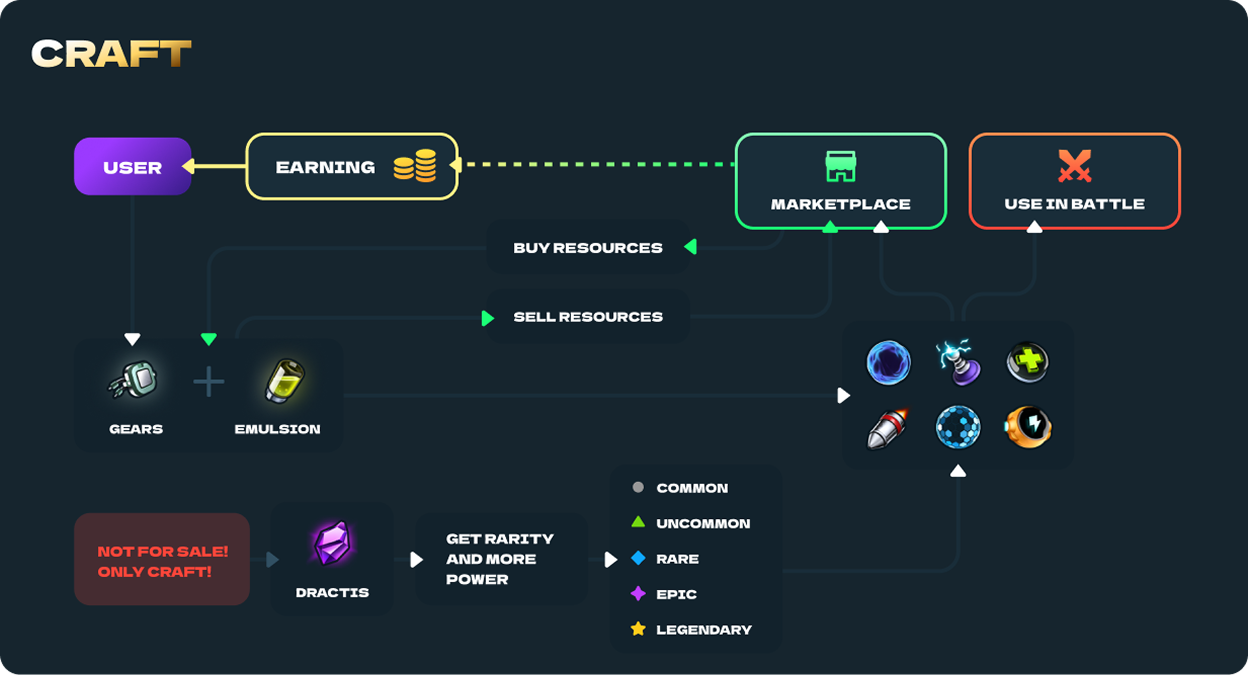 CRAFT
USER
EARNING
MARKETPLACE
USE IN BATTLE
BUY RESOURCES
SELL RESOURCES
GEARS
EMULSION
NOT FOR SALE!
ONLY CRAFT!
DRACTIS
GET RARITY
AND MORE
POWER
COMMON
UNCOMMON
RARE
EPIC
LEGENDARY